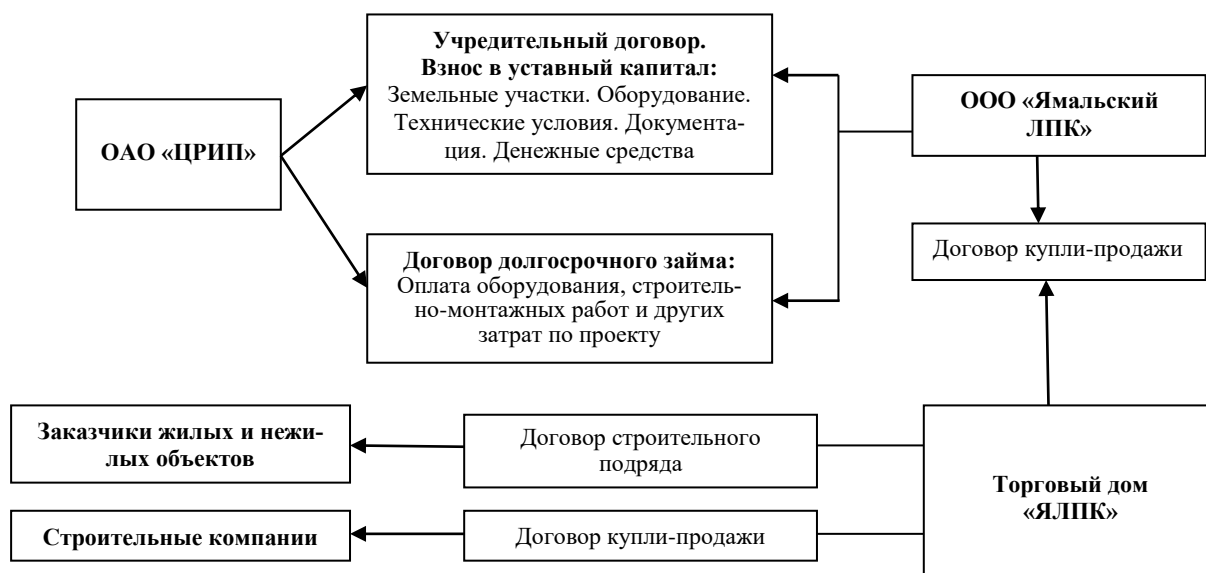 Учредительный договор.
Взнос в уставный капитал:
Земельные участки. Оборудование.
Технические условия. Документа-
ция. Денежные средства
ОАО «ЦРИП»
ООО «Ямальский
ЛПК»
Договор купли-продажи
Договор долгосрочного займа:
Оплата оборудования, строитель-
но-монтажных работ и других
затрат по проекту
Заказчики жилых и нежи-
лых объектов
Договор строительного
подряда
Торговый дом
«ЯЛПК»
Строительные компании
Договор купли-продажи